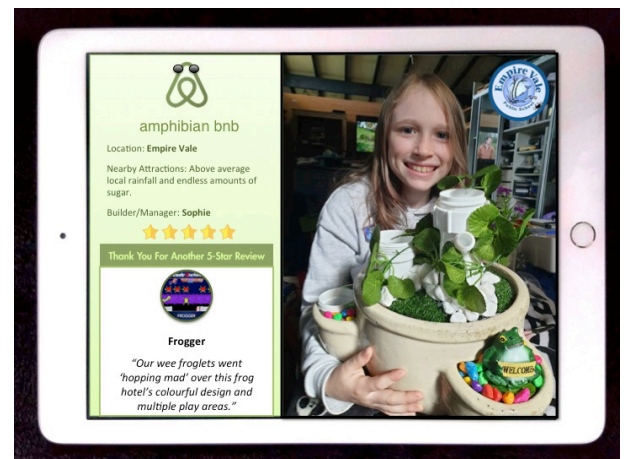 amphibian bnb
Location: Empire Vale
Nearby Attractions: Above average
local rainfall and endless amounts of
sugar.
Builder/Manager: Sophie
Thank You For Another 5-Star Review
FROGGER
Frogger
“Our wee froglets went
‘hopping mad’ over this frog
hotel’s colourful design and
multiple play areas.”
Empire Vale
Public School
WELCOME